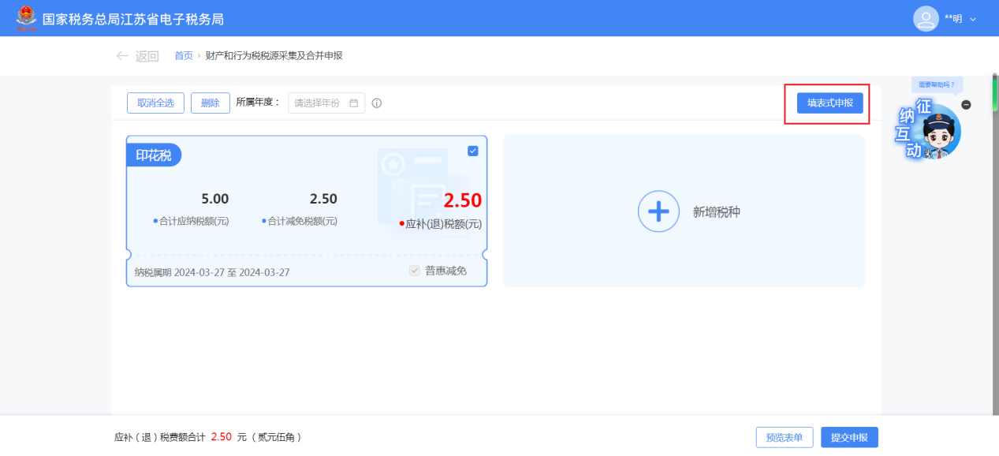 国家税务总局江苏省电子税务局
**明
返回 首页 > 财产和行为税税源采集及合并申报
取消全选 删除 所属年度： 请选择年份 填表式申报
需要帮助吗？
征纳互动
印花税
5.00 2.50 2.50
合计应纳税额(元) 合计减免税额(元) 应补(退)税额(元)
纳税属期 2024-03-27 至 2024-03-27 普惠减免
新增税种
应补（退）税费额合计 2.50 元（贰元伍角） 预览表单 提交申报